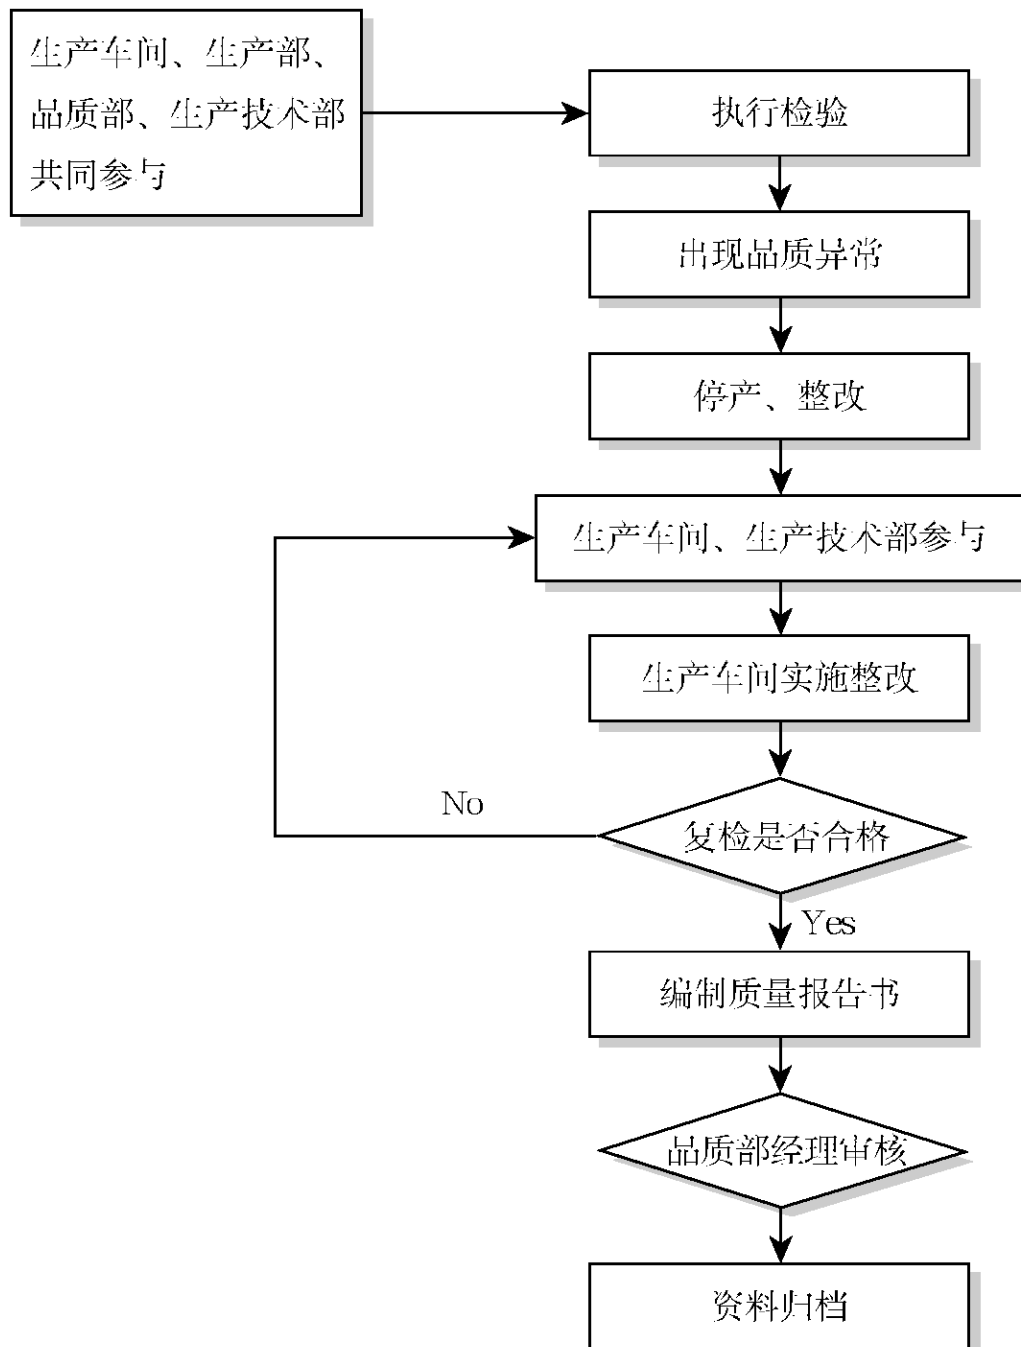 生产车间、生产部、
品质部、生产技术部
共同参与
执行检验
出现品质异常
停产、整改
生产车间、生产技术部参与
生产车间实施整改
No
复检是否合格
Yes
编制质量报告书
品质部经理审核
资料归档